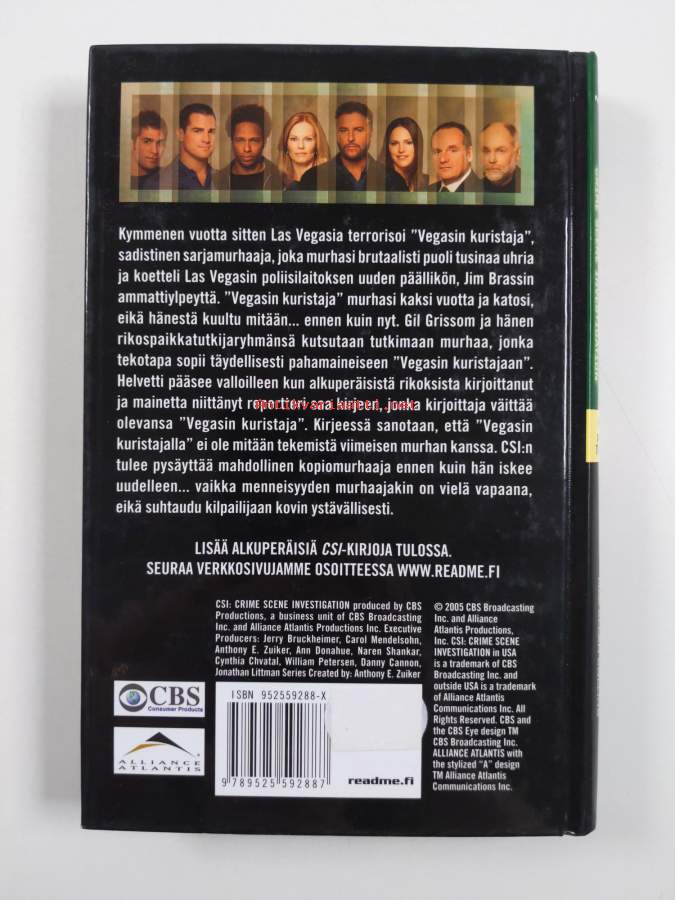 Kymmenen vuotta sitten Las Vegasia terrorisoi ”Vegasin kuristaja”,
sadistinen sarjamurhaaja, joka murhasi brutaalisti puoli tusinaa uhria
ja koetteli Las Vegasin poliisilaitoksen uuden päällikön, Jim Brassin
ammattiylpeyttä. ”Vegasin kuristaja” murhasi kaksi vuotta ja katosi,
eikä hänestä kuultu mitään... ennen kuin nyt. Gil Grissom ja hänen
rikospaikkatutkijaryhmänsä kutsutaan tutkimaan murhaa, jonka
tekotapa sopii täydellisesti pahamaineiseen ”Vegasin kuristajaan”.
Helvetti pääsee valloilleen kun alkuperäisistä rikoksista kirjoittanut
ja mainetta niittänyt reportteri saa kirjeen, jonka kirjoittaja väittää
olevansa ”Vegasin kuristaja”. Kirjeessä sanotaan, että ”Vegasin
kuristajalla” ei ole mitään tekemistä viimeisen murhan kanssa. CSI:n
tulee pysäyttää mahdollinen kopiomurhaaja ennen kuin hän iskee
uudelleen... vaikka menneisyyden murhaajakin on vielä vapaana,
eikä suhtaudu kilpailijaan kovin ystävällisesti.
LISÄÄ ALKUPERÄISIÄ CSI-KIRJOJA TULOSSA.
SEURAA VERKKOSIVUJAMME OSOITTEESSA WWW.README.FI
CSI: CRIME SCENE INVESTIGATION produced by CBS
Productions, a business unit of CBS Broadcasting
Inc. and Alliance Atlantis Productions Inc. Executive
Producers: Jerry Bruckheimer, Carol Mendelsohn,
Anthony E. Zuiker, Ann Donahue, Naren Shankar,
Cynthia Chvatal, William Petersen, Danny Cannon,
Jonathan Littman Series Created by: Anthony E. Zuiker
© 2005 CBS Broadcasting
Inc. and Alliance
Atlantis Productions,
Inc. CSI: CRIME SCENE
INVESTIGATION in USA
is a trademark of CBS
Broadcasting Inc. and
outside USA is a trademark
of Alliance Atlantis
Communications Inc. All
Rights Reserved. CBS and
the CBS Eye design TM
CBS Broadcasting Inc.
ALLIANCE ATLANTIS with
the stylized "A" design
TM Alliance Atlantis
Communications Inc.
CBS
Consumer Products
ALLIANCE
ATLANTIS
ISBN 952559288-X
9 789525 592887
readme.fi